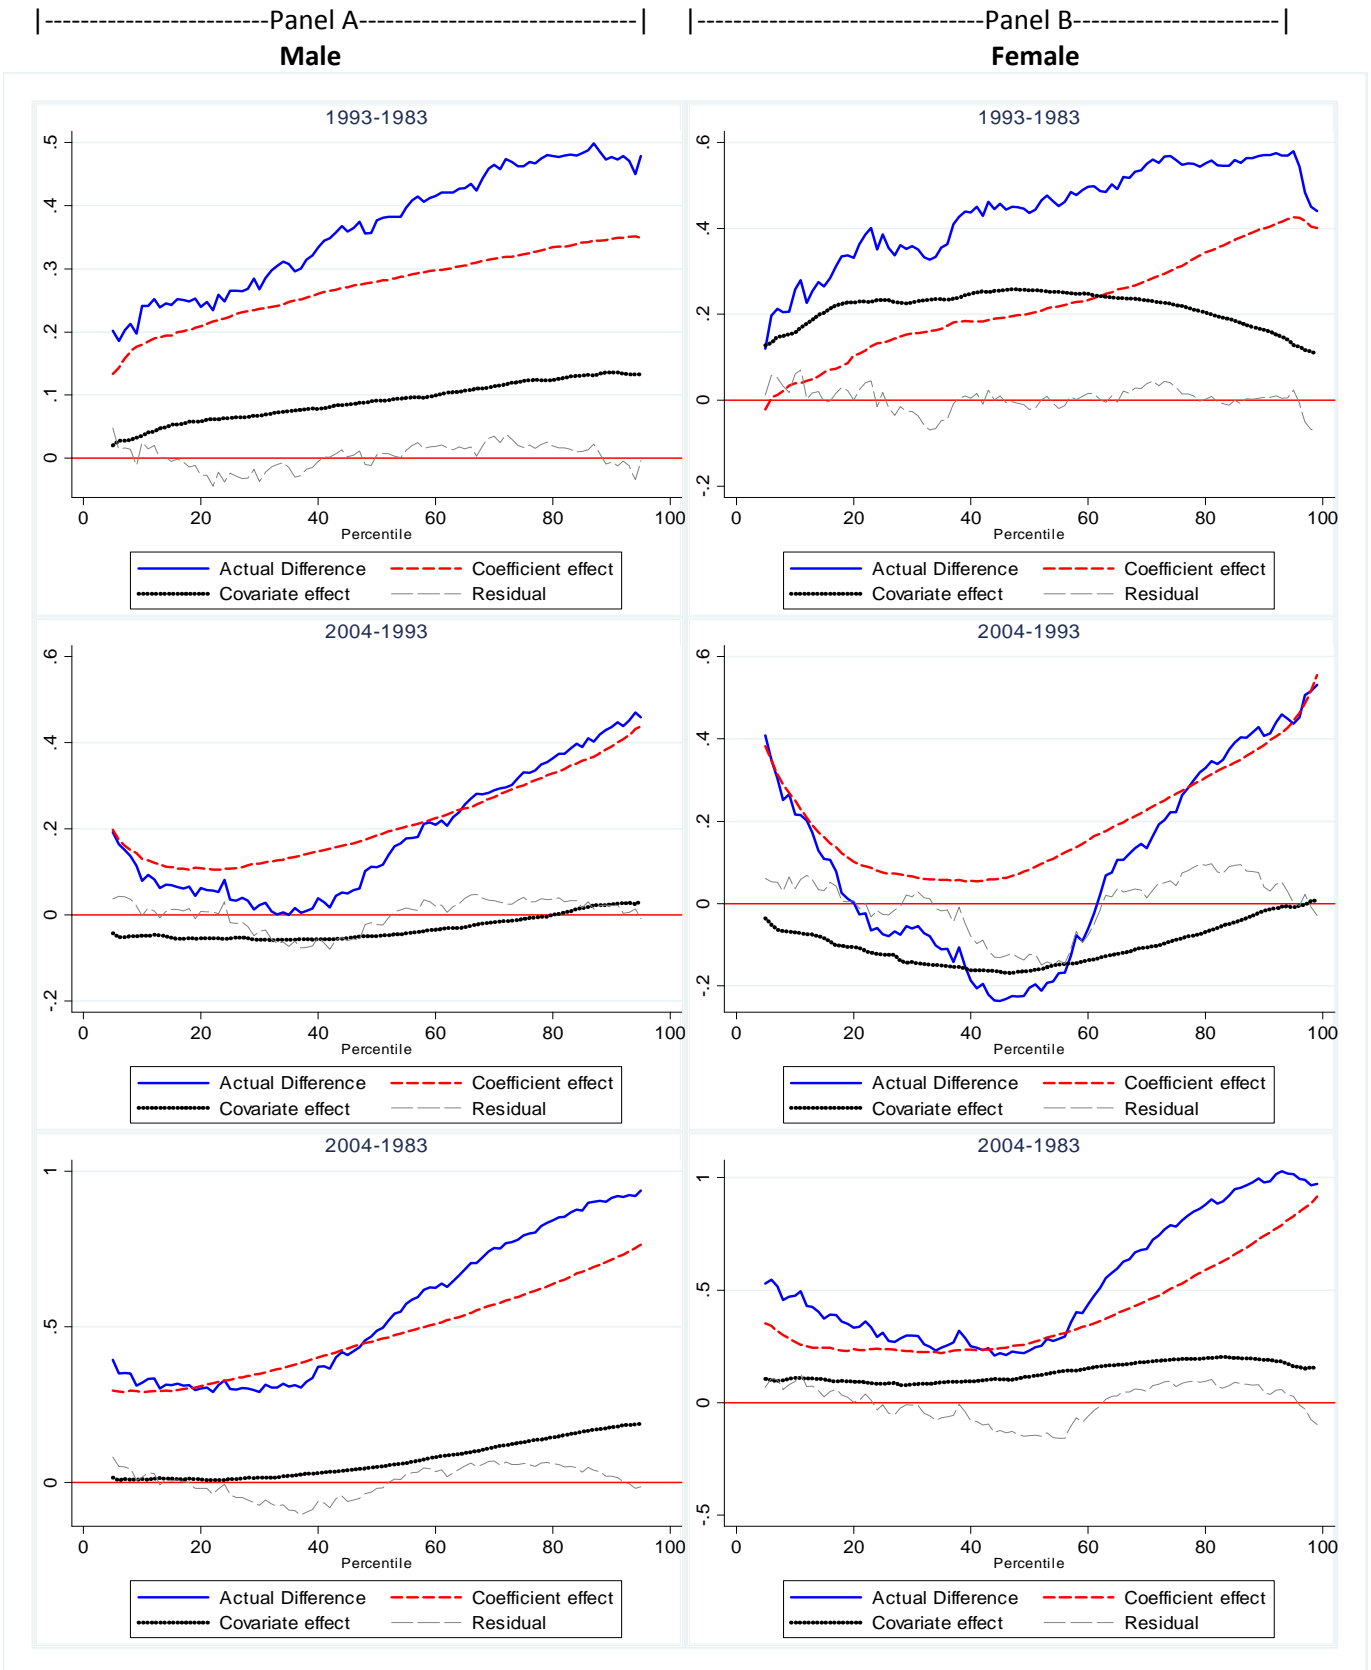 |--------------------------Panel A--------------------------------| |---------------------------------Panel B------------------------|
Male Female
1993-1983
.5
.4
.3
.2
.1
0
0 20 40 60 80 100
Percentile
Actual Difference Coefficient effect
Covariate effect Residual
1993-1983
.6
.4
.2
0
-.2
0 20 40 60 80 100
Percentile
Actual Difference Coefficient effect
Covariate effect Residual
2004-1993
.6
.4
.2
0
-.2
0 20 40 60 80 100
Percentile
Actual Difference Coefficient effect
Covariate effect Residual
2004-1993
.6
.4
.2
0
-.2
0 20 40 60 80 100
Percentile
Actual Difference Coefficient effect
Covariate effect Residual
2004-1983
1
.5
0
0 20 40 60 80 100
Percentile
Actual Difference Coefficient effect
Covariate effect Residual
2004-1983
1
.5
0
-.5
0 20 40 60 80 100
Percentile
Actual Difference Coefficient effect
Covariate effect Residual